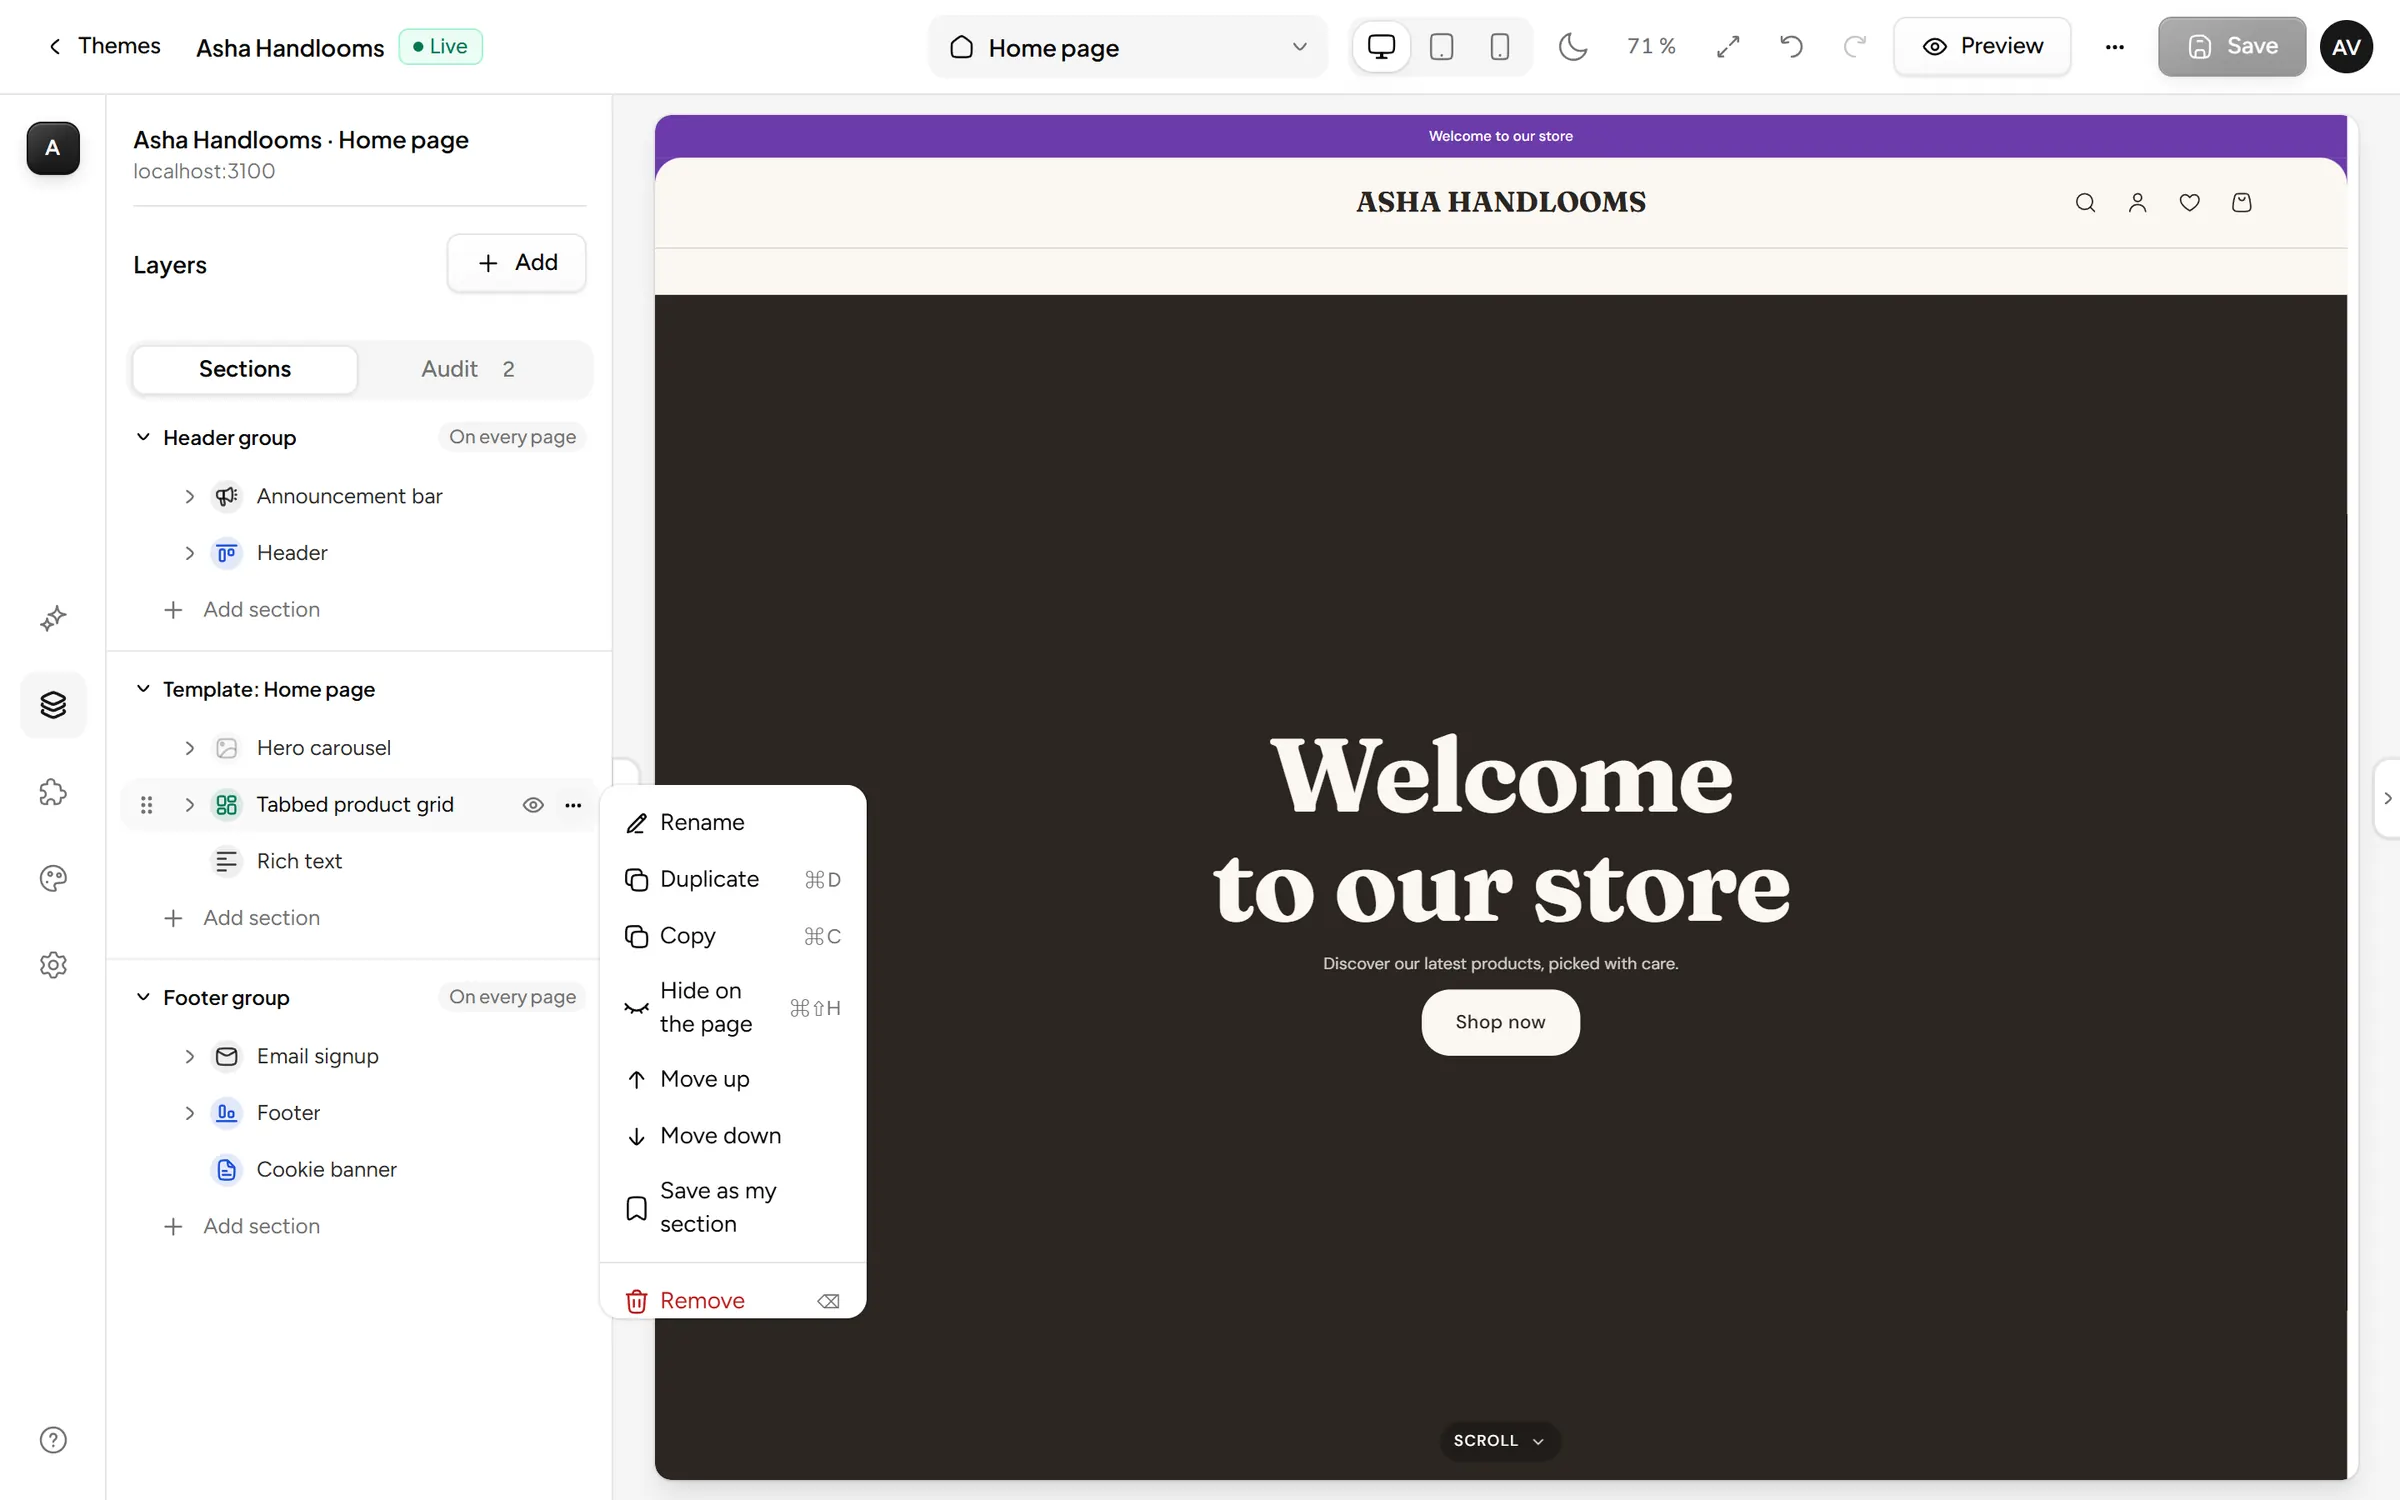 Themes
Asha Handlooms
Live
Home page
71 %
Preview
Save
AV
A
Asha Handlooms · Home page
localhost:3100
Layers
Add
Sections
Audit 2
Header group
On every page
Announcement bar
Header
Add section
Template: Home page
Hero carousel
Tabbed product grid
Rich text
Add section
Footer group
On every page
Email signup
Footer
Cookie banner
Add section
Rename
Duplicate ⌘D
Copy ⌘C
Hide on
the page ⌘⇧H
Move up
Move down
Save as my
section
Remove ⌫
Welcome to our store
ASHA HANDLOOMS
Welcome
to our store
Discover our latest products, picked with care.
Shop now
SCROLL